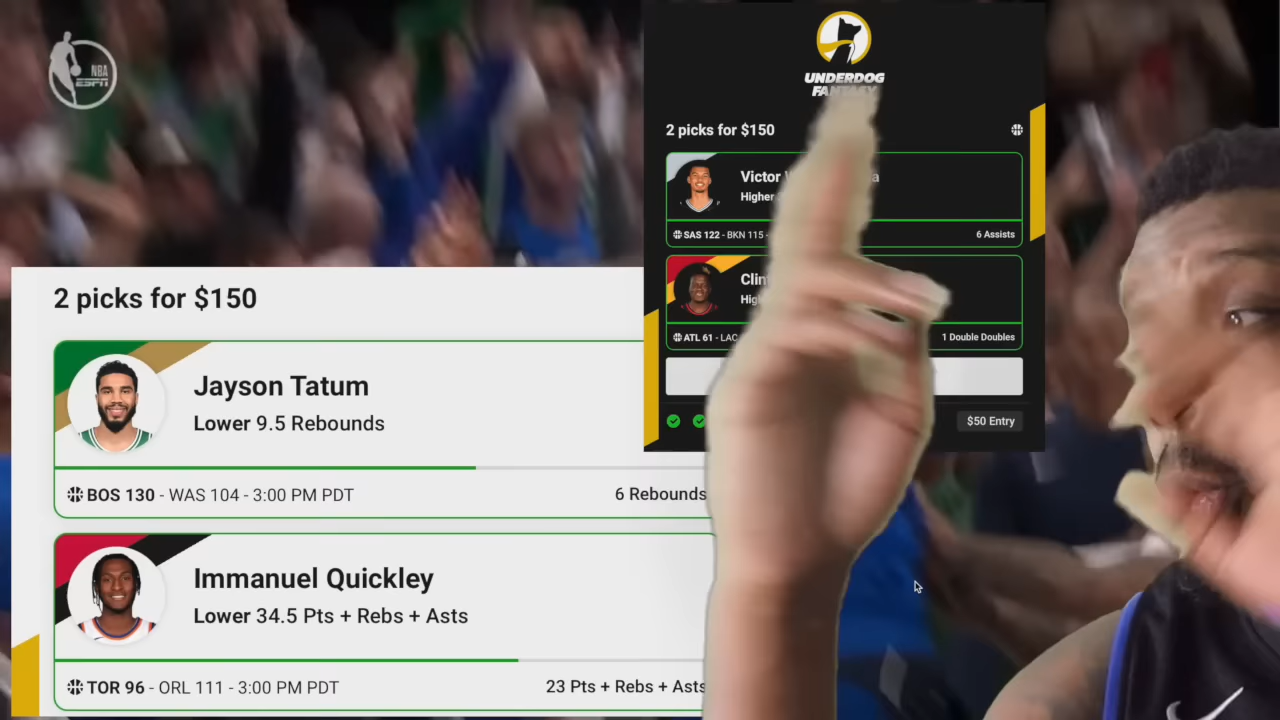 NBA
ESPN
2 picks for $150
Jayson Tatum
Lower 9.5 Rebounds
BOS 130 - WAS 104 - 3:00 PM PDT
6 Rebounds
Immanuel Quickley
Lower 34.5 Pts + Rebs + Asts
TOR 96 - ORL 111 - 3:00 PM PDT
23 Pts + Rebs + Asts
UNDERDOG
FANTASY
2 picks for $150
Victor
Higher
SAS 122 - BKN 115 -
6 Assists
ATL 61 - LAC
1 Double Doubles
$50 Entry